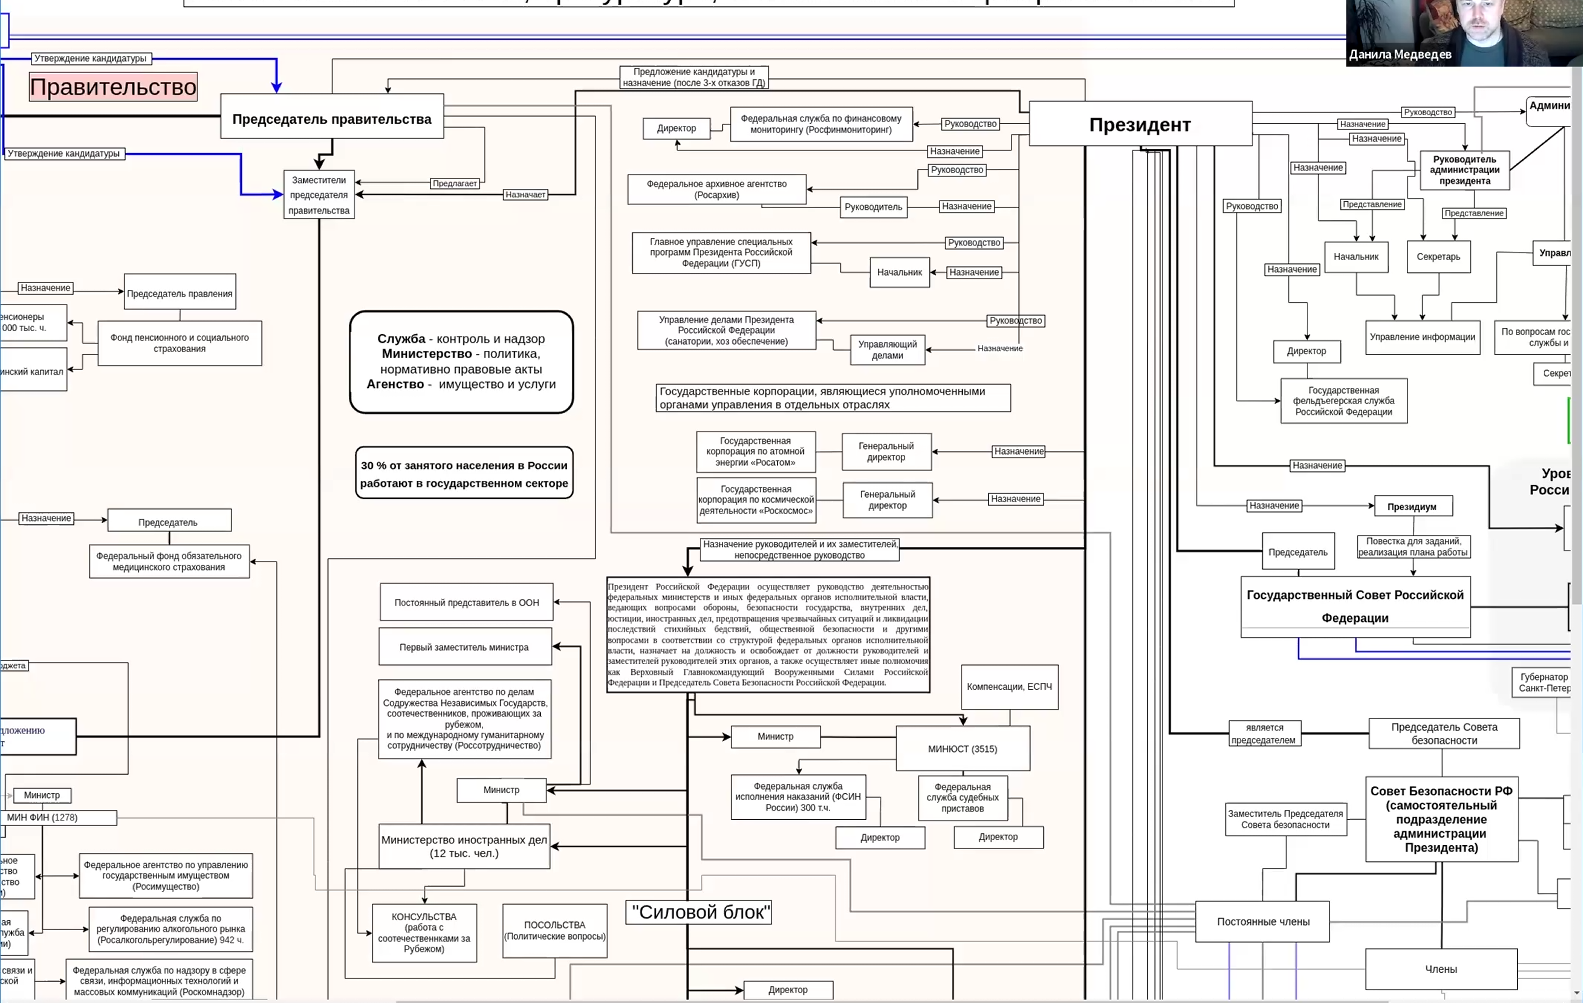 Данила Медведев
Утверждение кандидатуры
Правительство
Председатель правительства
Утверждение кандидатуры
Заместители
председателя
правительства
Предлагает
Назначает
Предложение кандидатуры и
назначение (после 3-х отказов ГД)
Президент
Директор
Федеральная служба по финансовому
мониторингу (Росфинмониторинг)
Руководство
Назначение
Федеральное архивное агентство
(Росархив)
Руководство
Руководитель
Назначение
Главное управление специальных
программ Президента Российской
Федерации (ГУСП)
Руководство
Начальник
Назначение
Управление делами Президента
Российской Федерации
(санатории, хоз обеспечение)
Руководство
Управляющий
делами
Назначение
Руководство
Админи
Назначение
Назначение
Руководитель
администрации
президента
Назначение
Руководство
Представление
Представление
Начальник
Секретарь
Управл
Назначение
Управление информации
По вопросам гос
службы и
Директор
Секрет
Государственная
фельдъегерская служба
Российской Федерации
Назначение
Председатель правления
енсионеры
000 тыс. ч.
Фонд пенсионного и социального
страхования
инский капитал
Служба - контроль и надзор
Министерство - политика,
нормативно правовые акты
Агенство - имущество и услуги
30 % от занятого населения в России
работают в государственном секторе
Государственные корпорации, являющиеся уполномоченными
органами управления в отдельных отраслях
Государственная
корпорация по атомной
энергии «Росатом»
Генеральный
директор
Назначение
Государственная
корпорация по космической
деятельности «Роскосмос»
Генеральный
директор
Назначение
Назначение
Уров
Росси
Назначение
Президиум
Председатель
Повестка для заданий,
реализация плана работы
Государственный Совет Российской
Федерации
Назначение
Председатель
Федеральный фонд обязательного
медицинского страхования
Назначение руководителей и их заместителей,
непосредственное руководство
Президент Российской Федерации осуществляет руководство деятельностью
федеральных министерств и иных федеральных органов исполнительной власти,
ведающих вопросами обороны, безопасности государства, внутренних дел,
юстиции, иностранных дел, предотвращения чрезвычайных ситуаций и ликвидации
последствий стихийных бедствий, общественной безопасности и другими
вопросами в соответствии со структурой федеральных органов исполнительной
власти, назначает на должность и освобождает от должности руководителей и
заместителей руководителей этих органов, а также осуществляет иные полномочия
как Верховный Главнокомандующий Вооруженными Силами Российской
Федерации и Председатель Совета Безопасности Российской Федерации.
Постоянный представитель в ООН
Первый заместитель министра
Федеральное агентство по делам
Содружества Независимых Государств,
соотечественников, проживающих за
рубежом,
и по международному гуманитарному
сотрудничеству (Россотрудничество)
Министр
Министерство иностранных дел
(12 тыс. чел.)
КОНСУЛЬСТВА
(работа с
соотечественнками за
Рубежом)
ПОСОЛЬСТВА
(Политические вопросы)
Компенсации, ЕСПЧ
Министр
МИНЮСТ (3515)
Федеральная служба
исполнения наказаний (ФСИН
России) 300 т.ч.
Федеральная
служба судебных
приставов
Директор
Директор
"Силовой блок"
Директор
Губернатор
Санкт-Петер
является
председателем
Председатель Совета
безопасности
Заместитель Председателя
Совета безопасности
Совет Безопасности РФ
(самостоятельный
подразделение
администрации
Президента)
Постоянные члены
Члены
юджета
дложению
т
Министр
МИН ФИН (1278)
ное
ство
ство
Федеральное агентство по управлению
государственным имуществом
(Росимущество)
ая
лужба
Федеральная служба по
регулированию алкогольного рынка
(Росалкогольрегулирование) 942 ч.
связи и
ской
Федеральная служба по надзору в сфере
связи, информационных технологий и
массовых коммуникаций (Роскомнадзор)